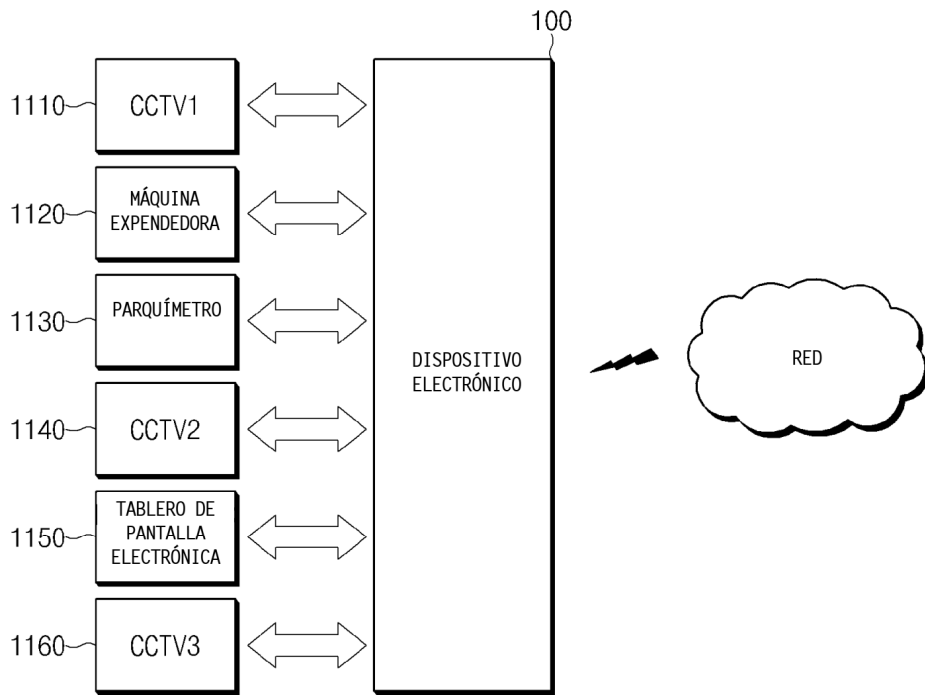 100
1110
CCTV1
1120
MÁQUINA
EXPENDEDORA
1130
PARQUÍMETRO
1140
CCTV2
1150
TABLERO DE
PANTALLA
ELECTRÓNICA
1160
CCTV3
DISPOSITIVO
ELECTRÓNICO
RED